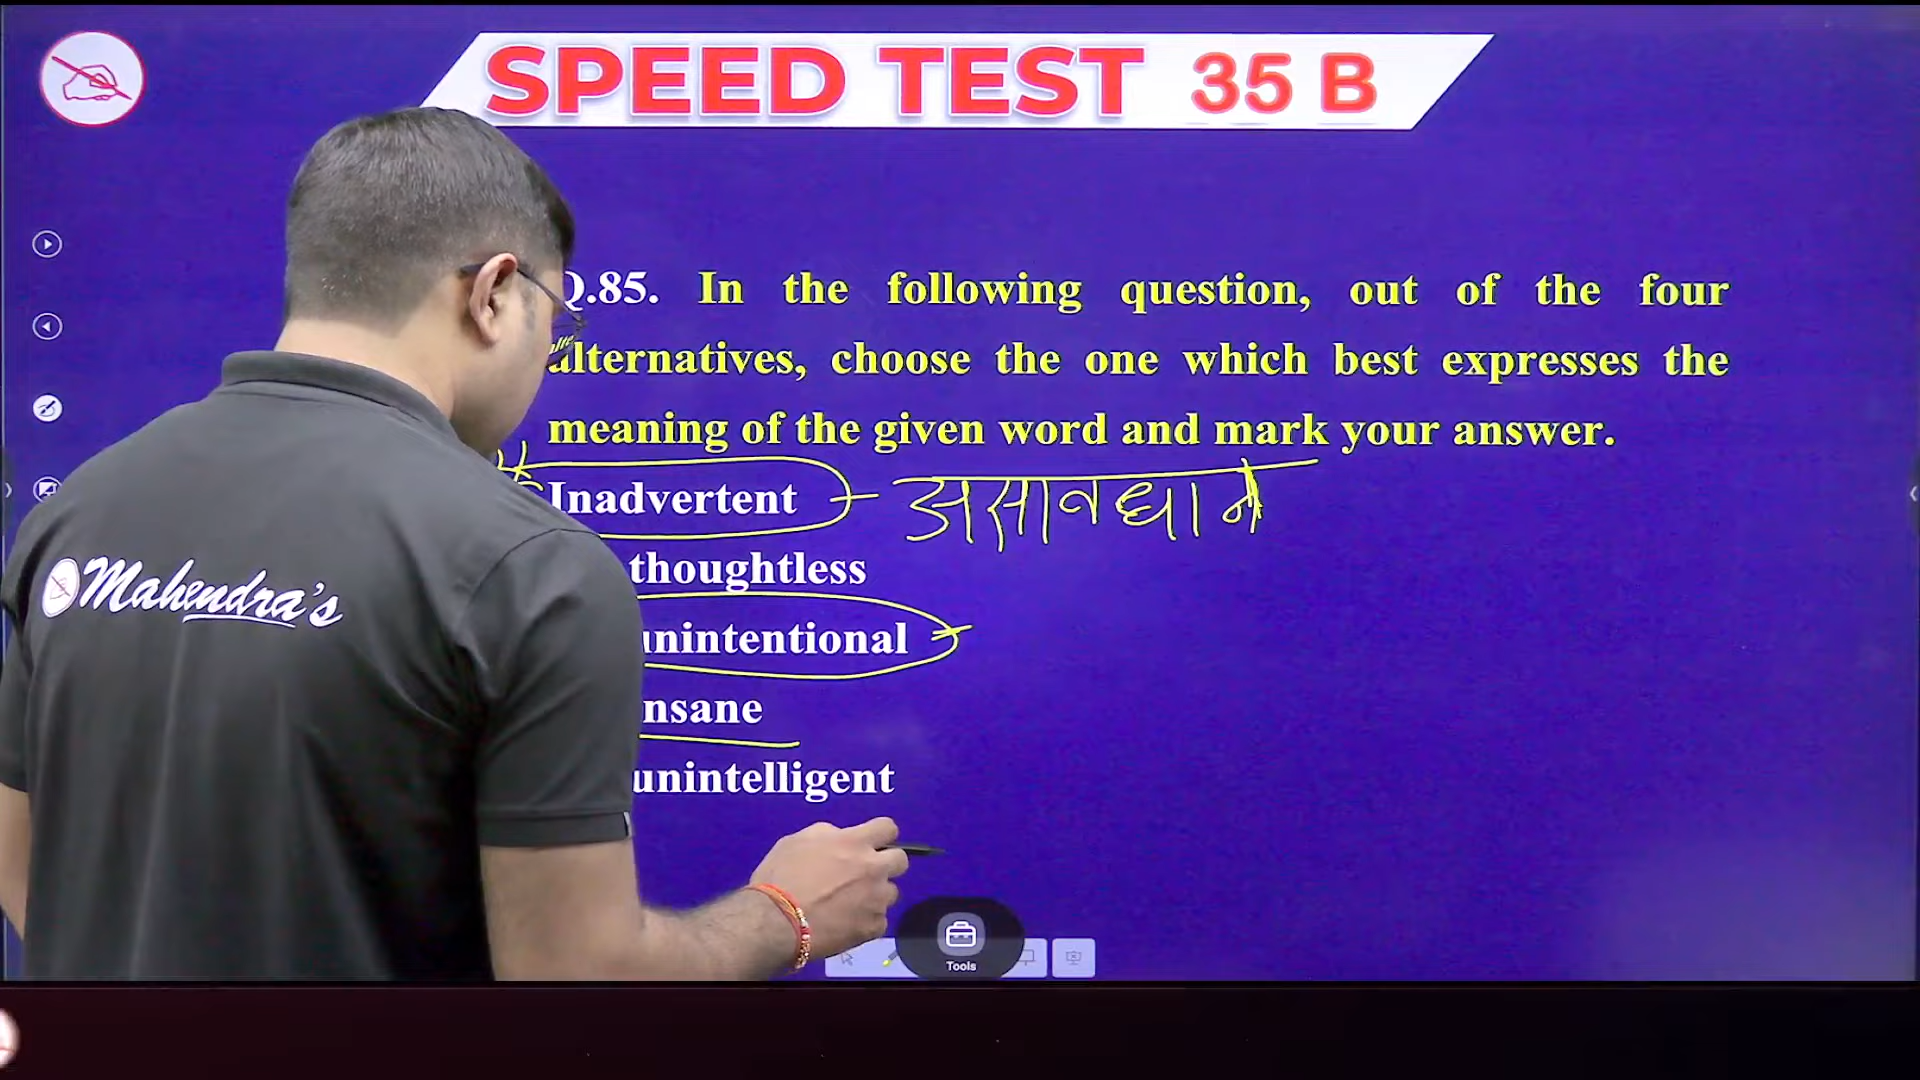 SPEED TEST 35 B
Q.85. In the following question, out of the four
alternatives, choose the one which best expresses the
meaning of the given word and mark your answer.
Inadvertent - असावधान
thoughtless
unintentional
nsane
unintelligent
Mahendra's
Tools